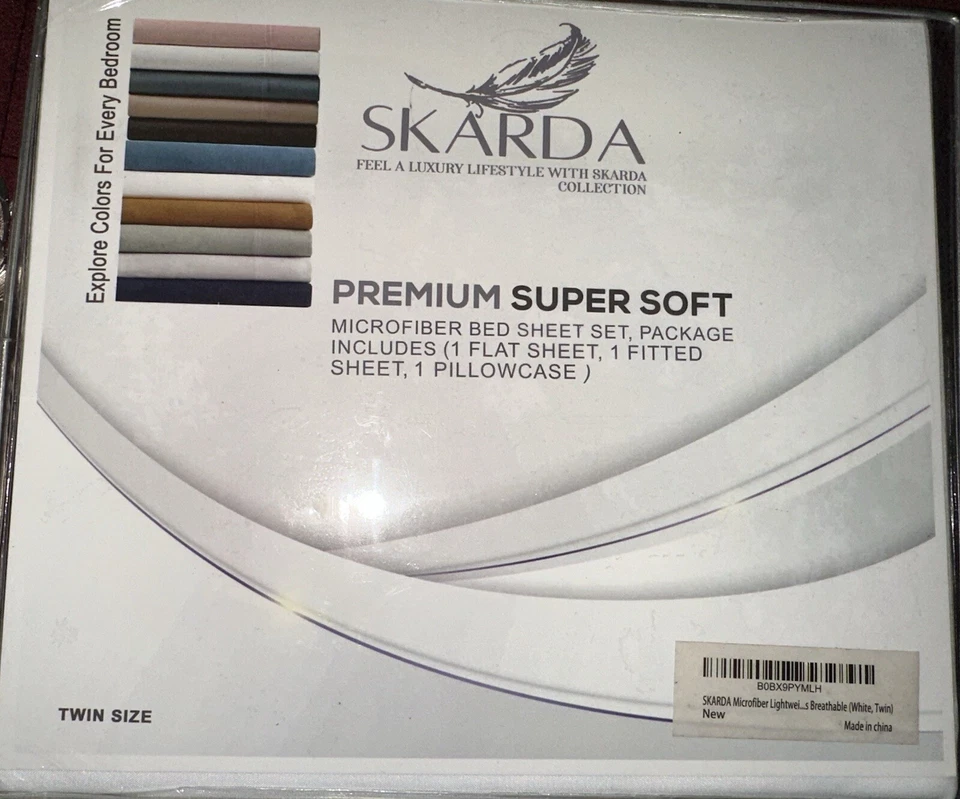 Explore Colors For Every Bedroom
SKARDA
FEEL A LUXURY LIFESTYLE WITH SKARDA
COLLECTION
PREMIUM SUPER SOFT
MICROFIBER BED SHEET SET, PACKAGE
INCLUDES (1 FLAT SHEET, 1 FITTED
SHEET, 1 PILLOWCASE )
TWIN SIZE
B0BX9PYMLH
SKARDA Microfiber Lightwei...s Breathable (White, Twin)
New
Made in china